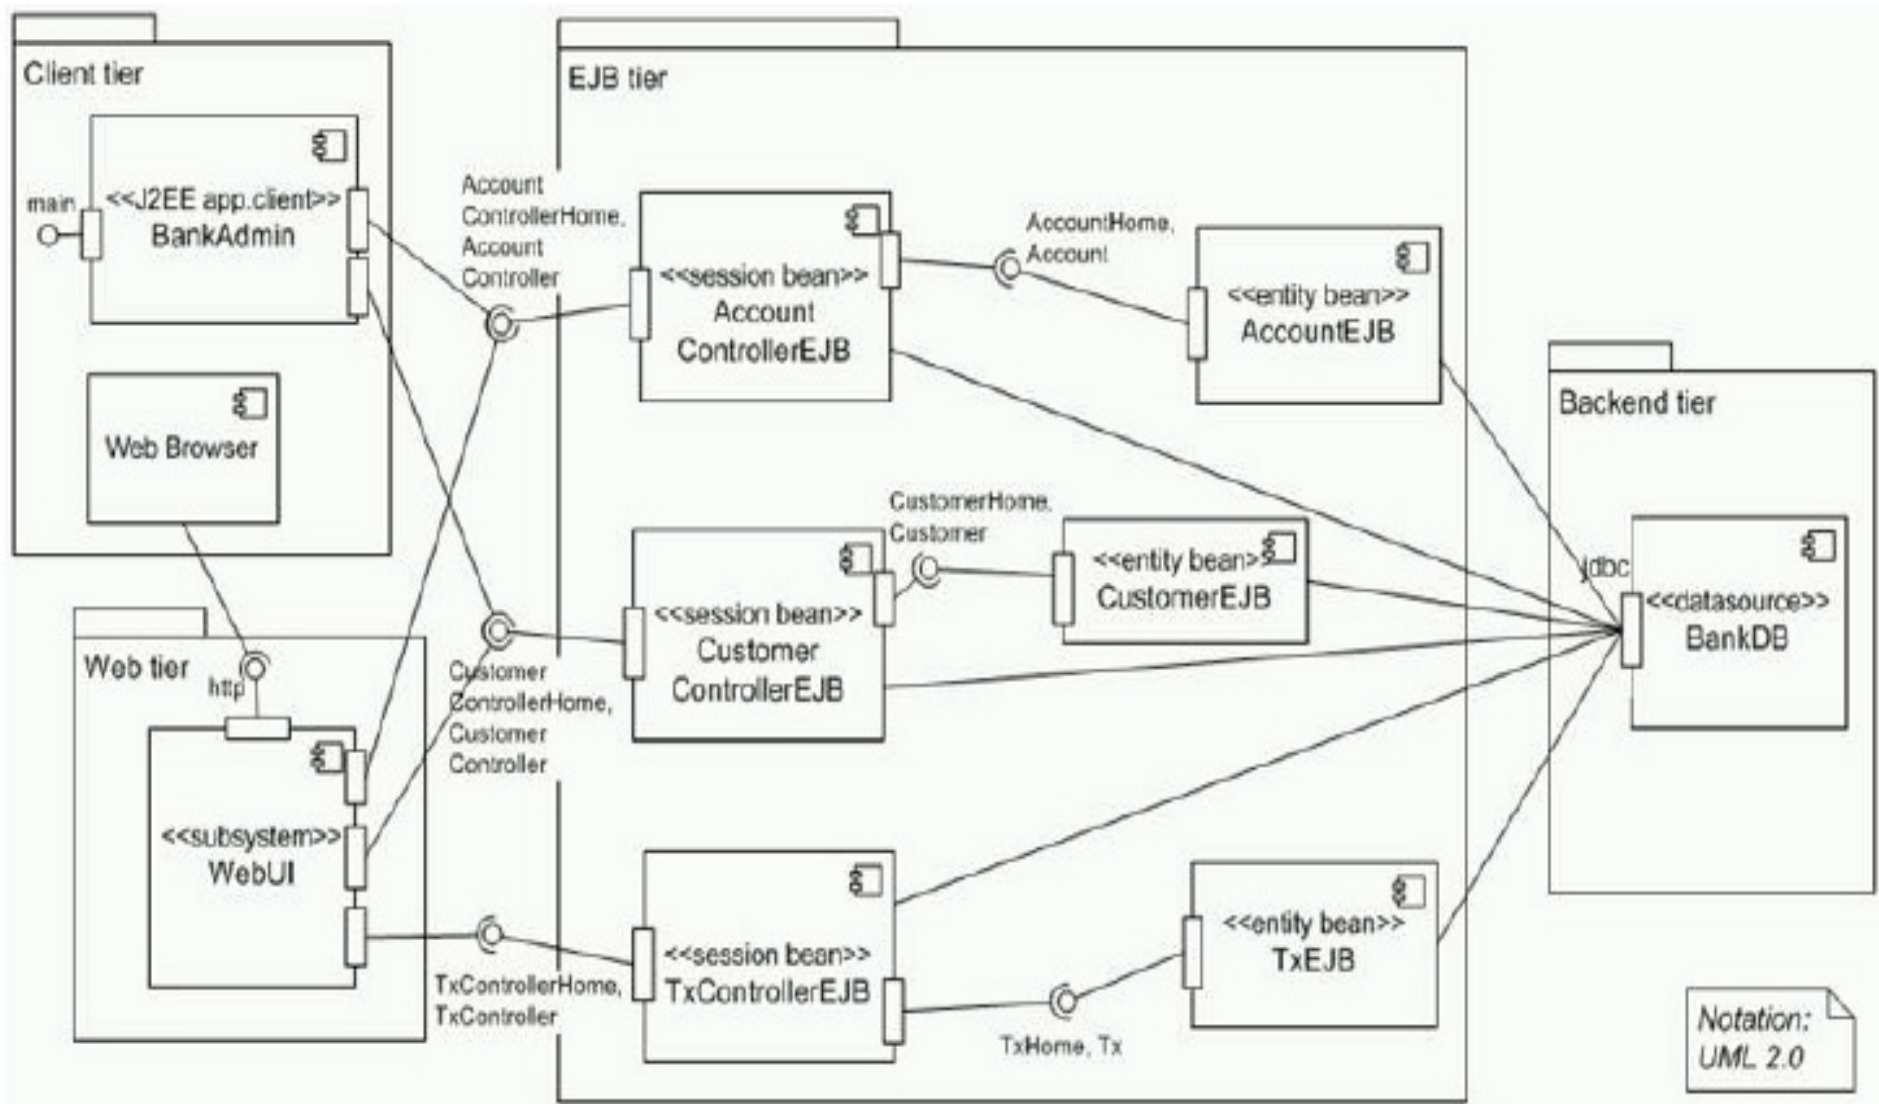 Client tier
<<J2EE app.client>>
BankAdmin
main
Web Browser
Web tier
http
<<subsystem>>
WebUI
Account
ControllerHome,
Account
Controller
Customer
ControllerHome,
Customer
Controller
TxControllerHome,
TxController
EJB tier
<<session bean>>
Account
ControllerEJB
AccountHome,
Account
<<entity bean>>
AccountEJB
<<session bean>>
Customer
ControllerEJB
CustomerHome,
Customer
<<entity bean>>
CustomerEJB
<<session bean>>
TxControllerEJB
TxHome, Tx
<<entity bean>>
TxEJB
Backend tier
jdbc
<<datasource>>
BankDB
Notation:
UML 2.0